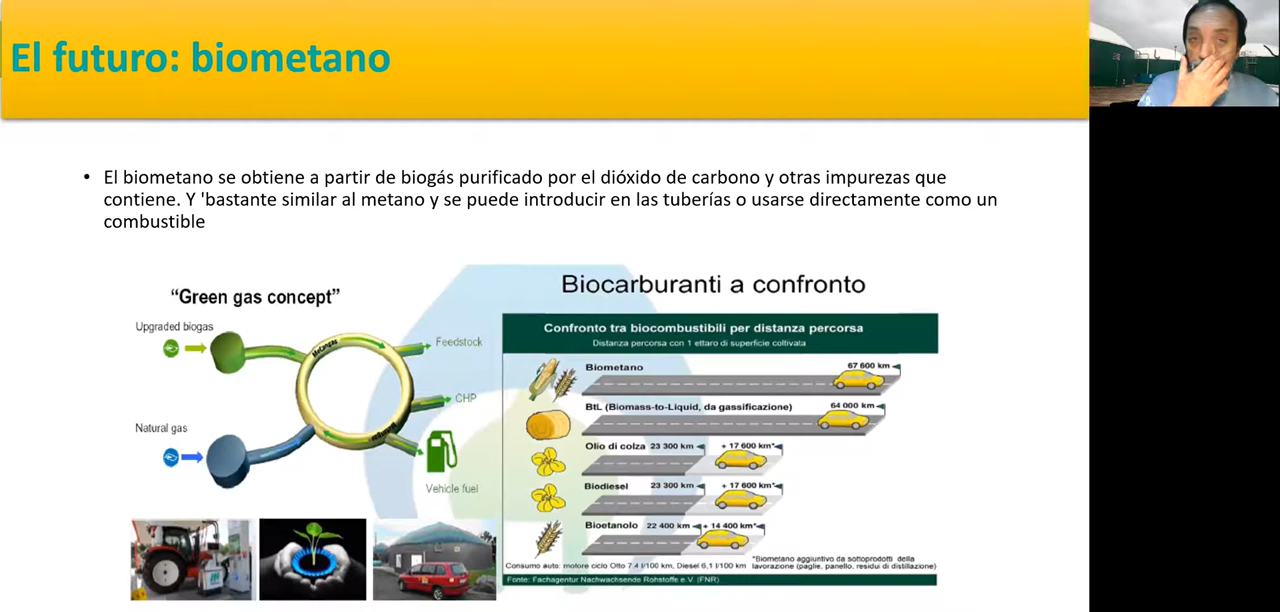 El futuro: biometano
• El biometano se obtiene a partir de biogás purificado por el dióxido de carbono y otras impurezas que
contiene. Y 'bastante similar al metano y se puede introducir en las tuberías o usarse directamente como un
combustible
“Green gas concept”
Upgraded biogas
Metangas
Feedstock
CHP
Natural gas
Vehicle fuel
Biocarburanti a confronto
Confronto tra biocombustibili per distanza percorsa
Distanza percorsa con 1 ettaro di superficie coltivata
Biometano 67 600 km
BtL (Biomass-to-Liquid, da gassificazione) 64 000 km
Olio di colza 23 300 km + 17 600 km*
Biodiesel 23 300 km + 17 600 km*
Bioetanolo 22 400 km + 14 400 km*
*Biometano aggiuntivo da sottoprodotti della
Consumo auto: motore ciclo Otto 7.4 l/100 km, Diesel 6,1 l/100 km lavorazione (paglie, panello, residui di distillazione)
Fonte: Fachagentur Nachwachsende Rohstoffe e.V. (FNR)